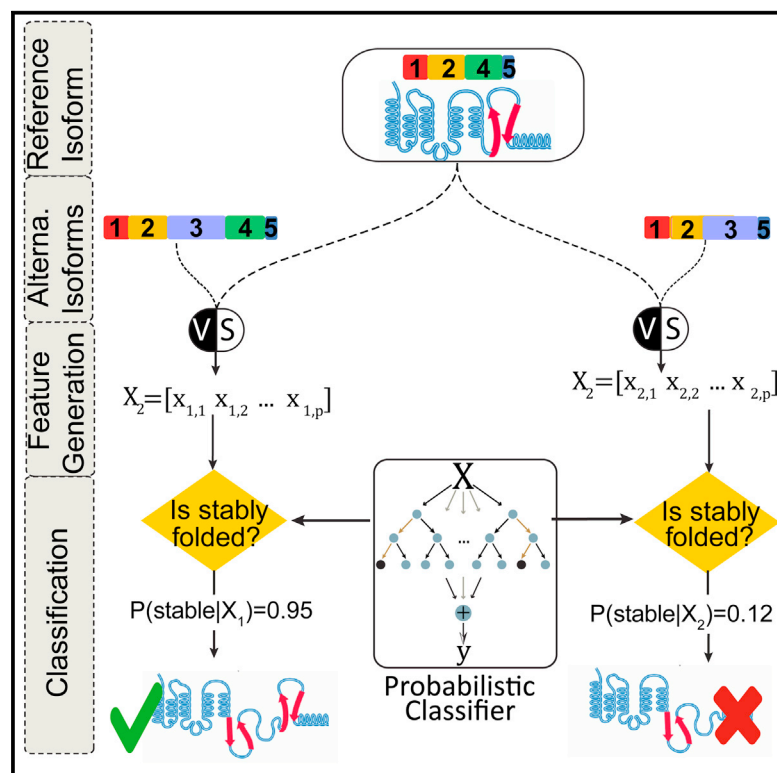 Reference
Isoform
1 2 4 5
Alterna.
Isoforms
1 2 3 4 5
1 2 3 5
V S
V S
Feature
Generation
X₂=[x₁,₁ x₁,₂ ... x₁,ₚ]
X₂=[x₂,₁ x₂,₂ ... x₂,ₚ]
Classification
Is stably
folded?
X
...
+
y
Probabilistic
Classifier
Is stably
folded?
P(stable|X₁)=0.95
P(stable|X₂)=0.12